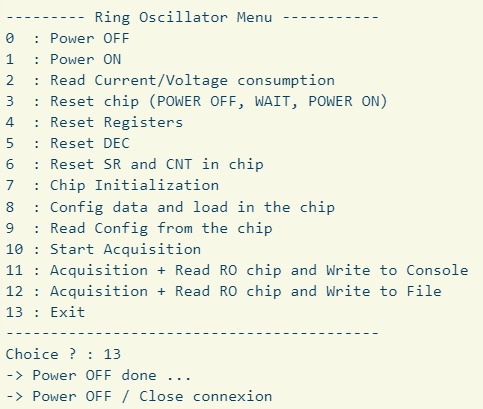 --------- Ring Oscillator Menu -----------
0  : Power OFF
1  : Power ON
2  : Read Current/Voltage consumption
3  : Reset chip (POWER OFF, WAIT, POWER ON)
4  : Reset Registers
5  : Reset DEC
6  : Reset SR and CNT in chip
7  : Chip Initialization
8  : Config data and load in the chip
9  : Read Config from the chip
10 : Start Acquisition
11 : Acquisition + Read RO chip and Write to Console
12 : Acquisition + Read RO chip and Write to File
13 : Exit
------------------------------------------
Choice ? : 13
-> Power OFF done ...
-> Power OFF / Close connexion